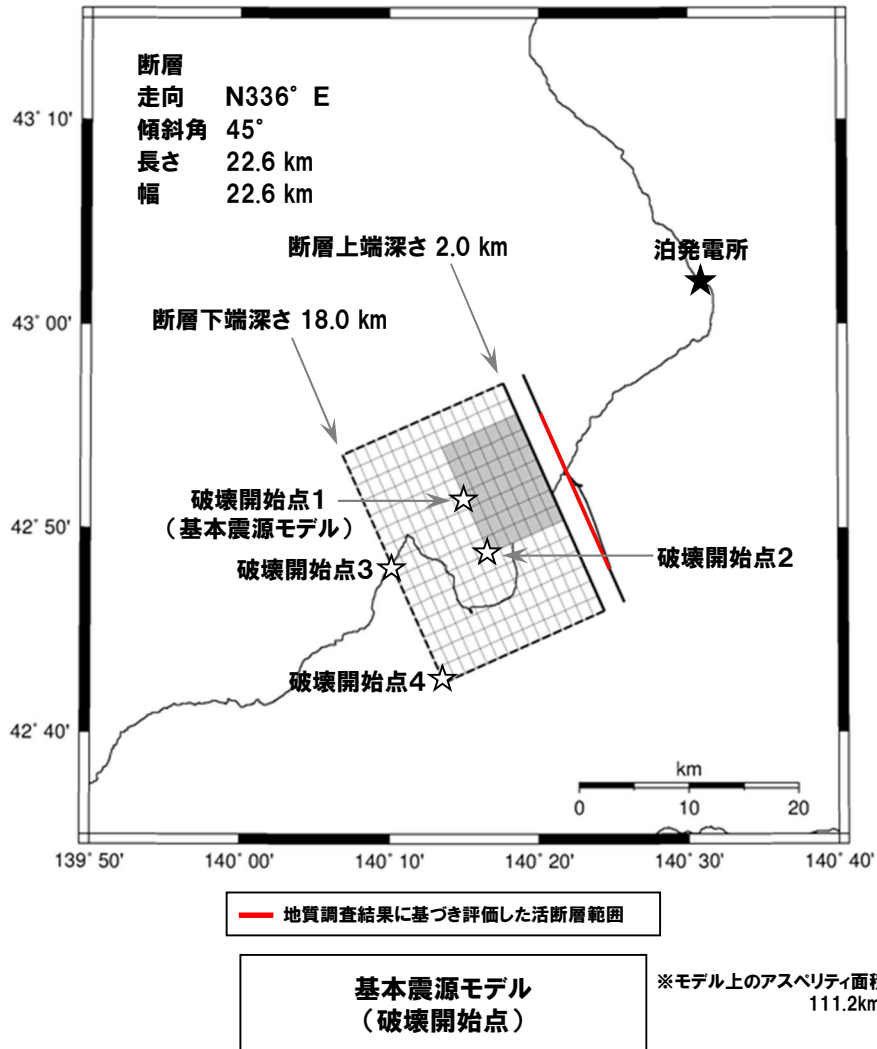 断層
走向 N336° E
傾斜角 45°
長さ 22.6 km
幅 22.6 km
43° 10'
断層上端深さ 2.0 km
泊発電所
断層下端深さ 18.0 km
43° 00'
破壊開始点1
（基本震源モデル）
42° 50'
破壊開始点2
破壊開始点3
破壊開始点4
42° 40'
km
0 10 20
139° 50' 140° 00' 140° 10' 140° 20' 140° 30' 140° 40'
地質調査結果に基づき評価した活断層範囲
基本震源モデル
（破壊開始点）
※モデル上のアスペリティ面積
111.2km